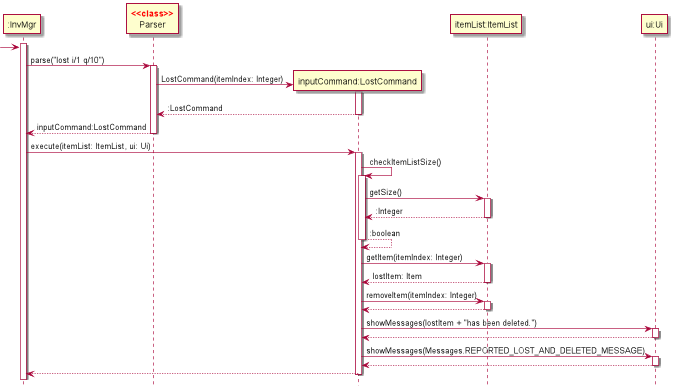 :InvMgr
<<class>>
Parser
itemList:ItemList
ui:Ui
parse("lost i/1 q/10")
LostCommand(itemIndex: Integer)
inputCommand:LostCommand
:LostCommand
inputCommand:LostCommand
execute(itemList: ItemList, ui: Ui)
checkItemListSize()
getSize()
:Integer
:boolean
getItem(itemIndex: Integer)
lostItem: Item
removeItem(itemIndex: Integer)
showMessages(lostItem + "has been deleted.")
showMessages(Messages.REPORTED_LOST_AND_DELETED_MESSAGE)